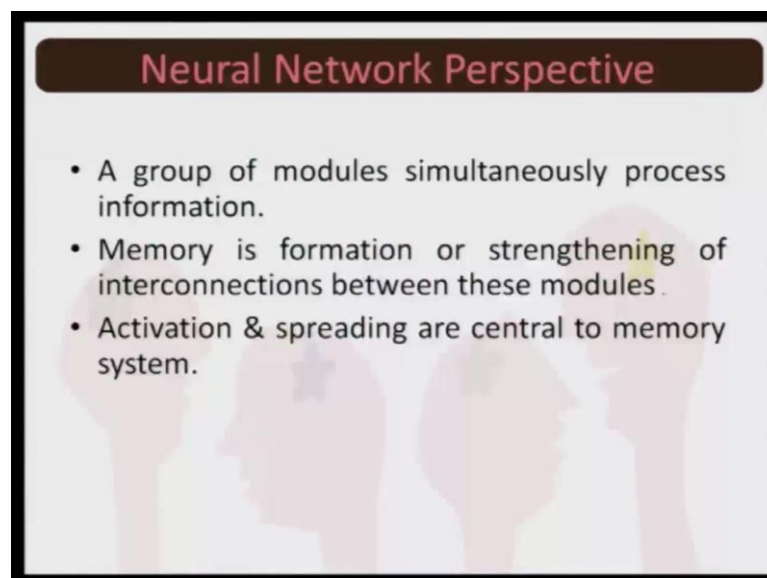 Neural Network Perspective
• A group of modules simultaneously process
information.
• Memory is formation or strengthening of
interconnections between these modules.
• Activation & spreading are central to memory
system.